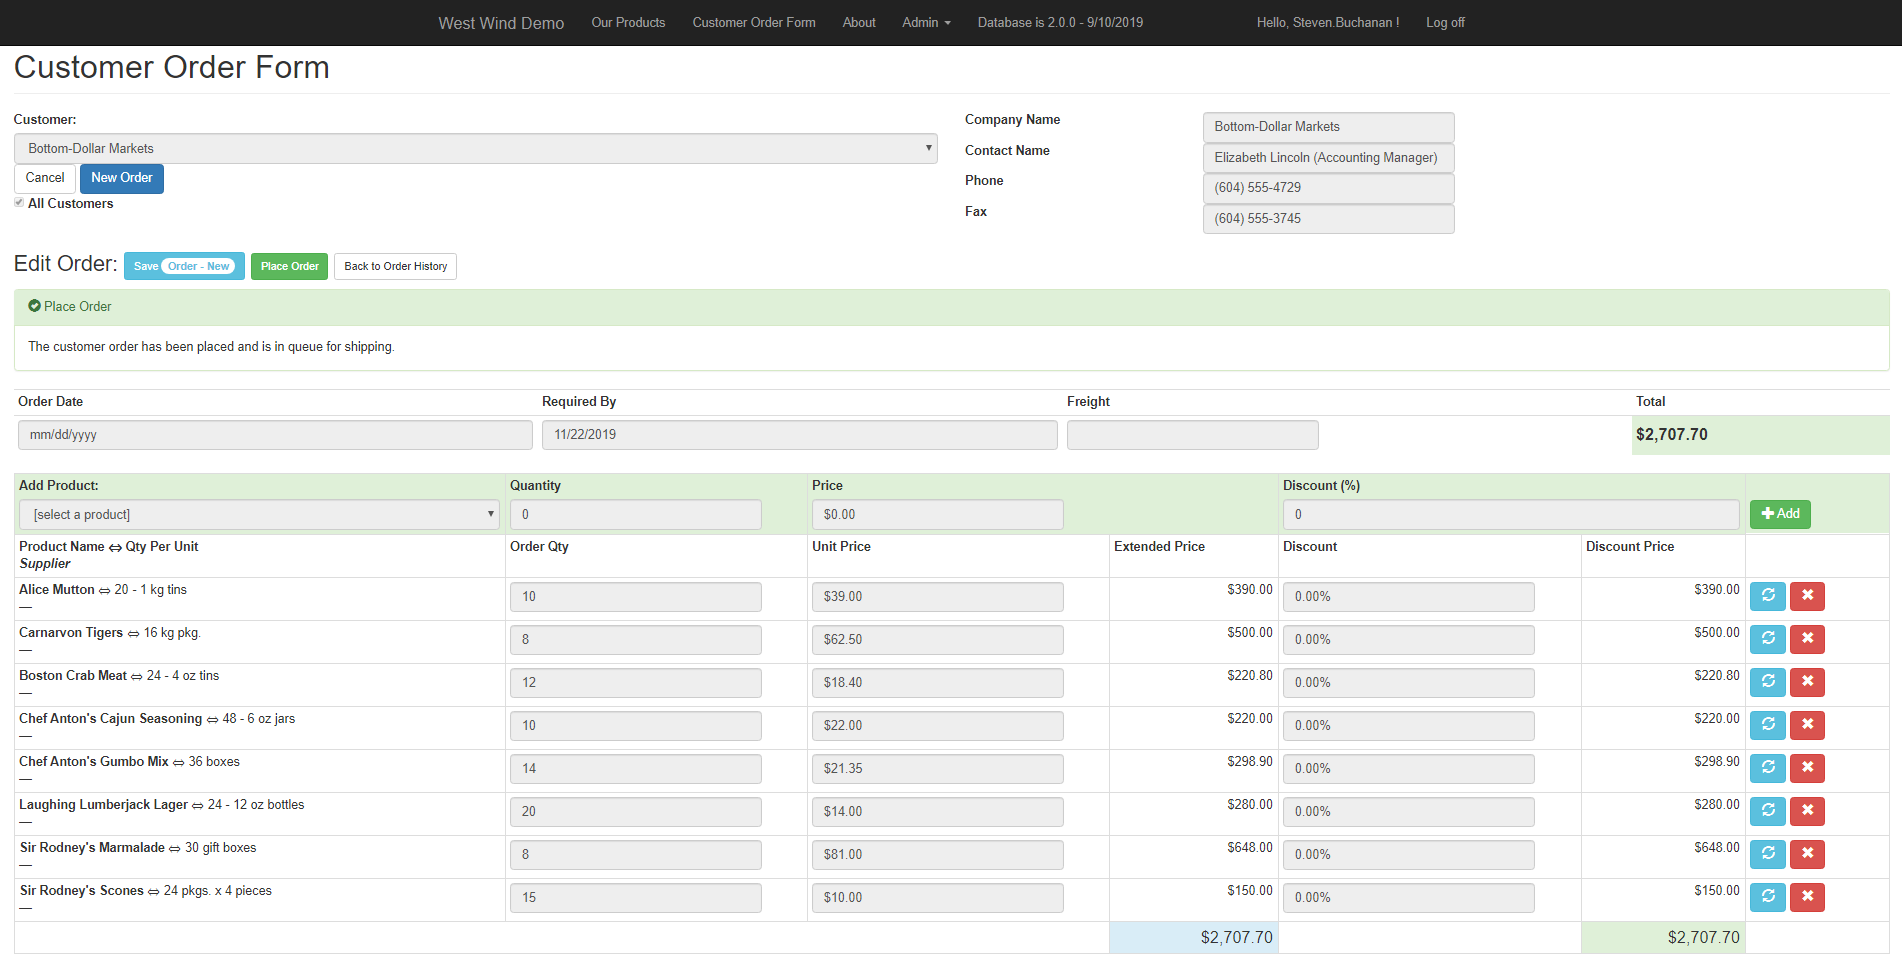 West Wind Demo Our Products Customer Order Form About Admin Database is 2.0.0 - 9/10/2019 Hello, Steven.Buchanan ! Log off
Customer Order Form
Customer:
Bottom-Dollar Markets
Cancel New Order
All Customers
Company Name Bottom-Dollar Markets
Contact Name Elizabeth Lincoln (Accounting Manager)
Phone (604) 555-4729
Fax (604) 555-3745
Edit Order: Save Order - New Place Order Back to Order History
Place Order
The customer order has been placed and is in queue for shipping.
Order Date Required By Freight Total
mm/dd/yyyy 11/22/2019 $2,707.70
Add Product: Quantity Price Discount (%)
[select a product] 0 $0.00 0 Add
Product Name ⇔ Qty Per Unit Order Qty Unit Price Extended Price Discount Discount Price
Supplier
Alice Mutton ⇔ 20 - 1 kg tins 10 $39.00 $390.00 0.00% $390.00
—
Carnarvon Tigers ⇔ 16 kg pkg. 8 $62.50 $500.00 0.00% $500.00
—
Boston Crab Meat ⇔ 24 - 4 oz tins 12 $18.40 $220.80 0.00% $220.80
—
Chef Anton's Cajun Seasoning ⇔ 48 - 6 oz jars 10 $22.00 $220.00 0.00% $220.00
—
Chef Anton's Gumbo Mix ⇔ 36 boxes 14 $21.35 $298.90 0.00% $298.90
—
Laughing Lumberjack Lager ⇔ 24 - 12 oz bottles 20 $14.00 $280.00 0.00% $280.00
—
Sir Rodney's Marmalade ⇔ 30 gift boxes 8 $81.00 $648.00 0.00% $648.00
—
Sir Rodney's Scones ⇔ 24 pkgs. x 4 pieces 15 $10.00 $150.00 0.00% $150.00
—
$2,707.70 $2,707.70